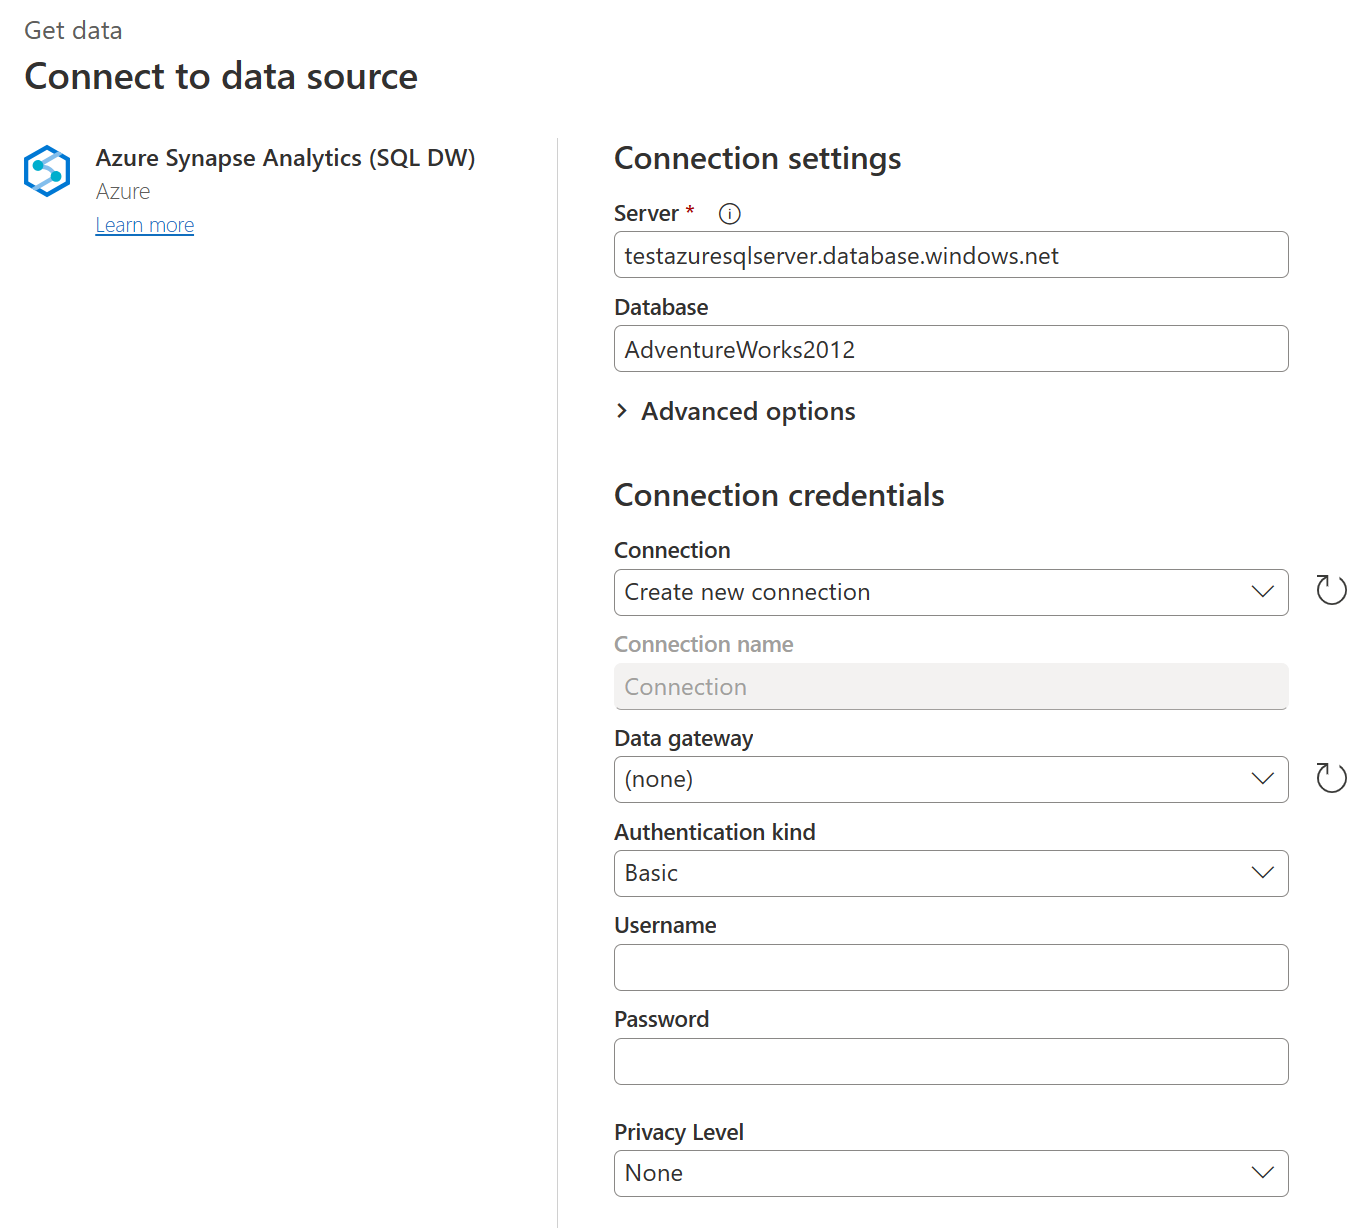 Get data
Connect to data source
Azure Synapse Analytics (SQL DW)
Azure
Learn more
Connection settings
Server *
testazuresqlserver.database.windows.net
Database
AdventureWorks2012
Advanced options
Connection credentials
Connection
Create new connection
Connection name
Connection
Data gateway
(none)
Authentication kind
Basic
Username
Password
Privacy Level
None